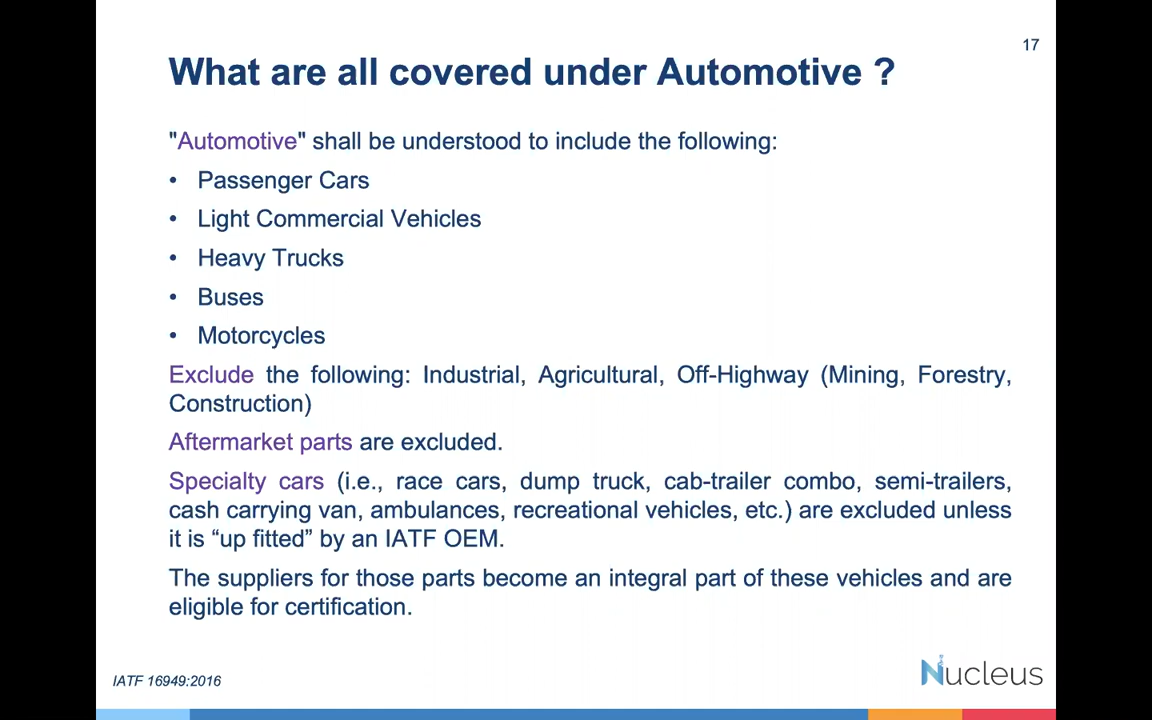 17
What are all covered under Automotive ?
"Automotive" shall be understood to include the following:
• Passenger Cars
• Light Commercial Vehicles
• Heavy Trucks
• Buses
• Motorcycles
Exclude the following: Industrial, Agricultural, Off-Highway (Mining, Forestry,
Construction)
Aftermarket parts are excluded.
Specialty cars (i.e., race cars, dump truck, cab-trailer combo, semi-trailers,
cash carrying van, ambulances, recreational vehicles, etc.) are excluded unless
it is “up fitted” by an IATF OEM.
The suppliers for those parts become an integral part of these vehicles and are
eligible for certification.
IATF 16949:2016
Nucleus